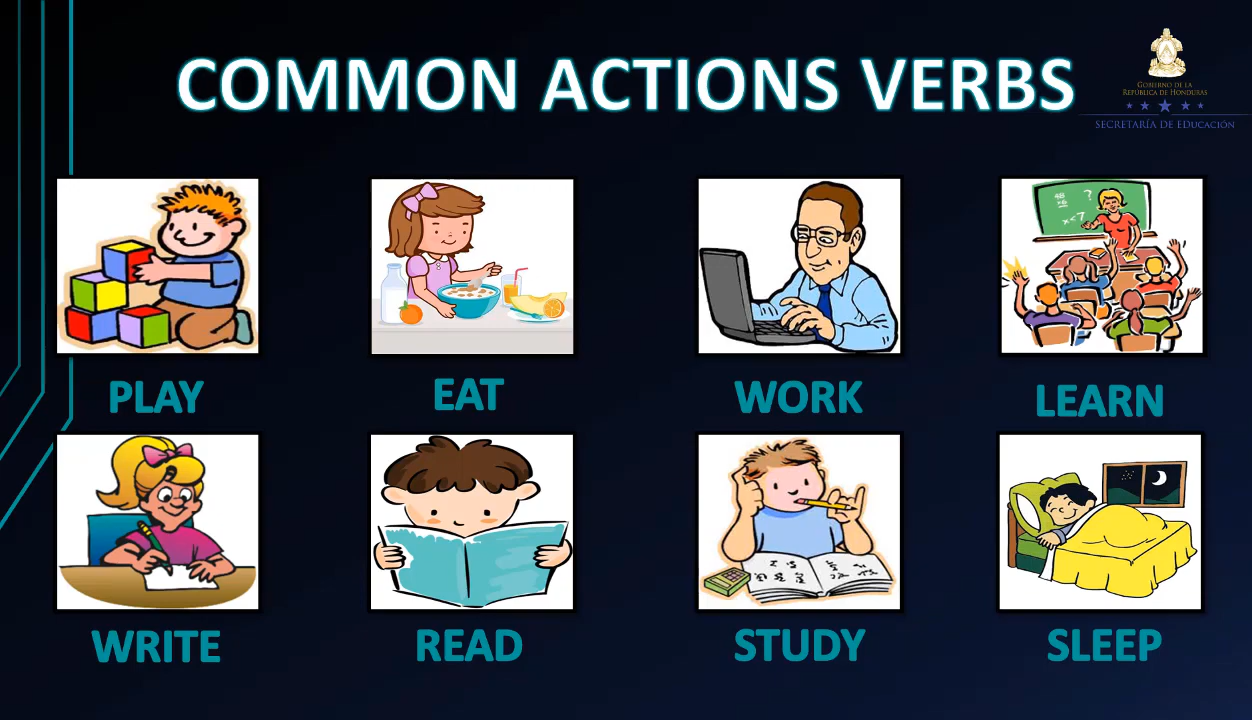 COMMON ACTIONS VERBS
GOBIERNO DE LA
REPÚBLICA DE HONDURAS
SECRETARÍA DE EDUCACIÓN
PLAY
EAT
WORK
LEARN
WRITE
READ
STUDY
SLEEP